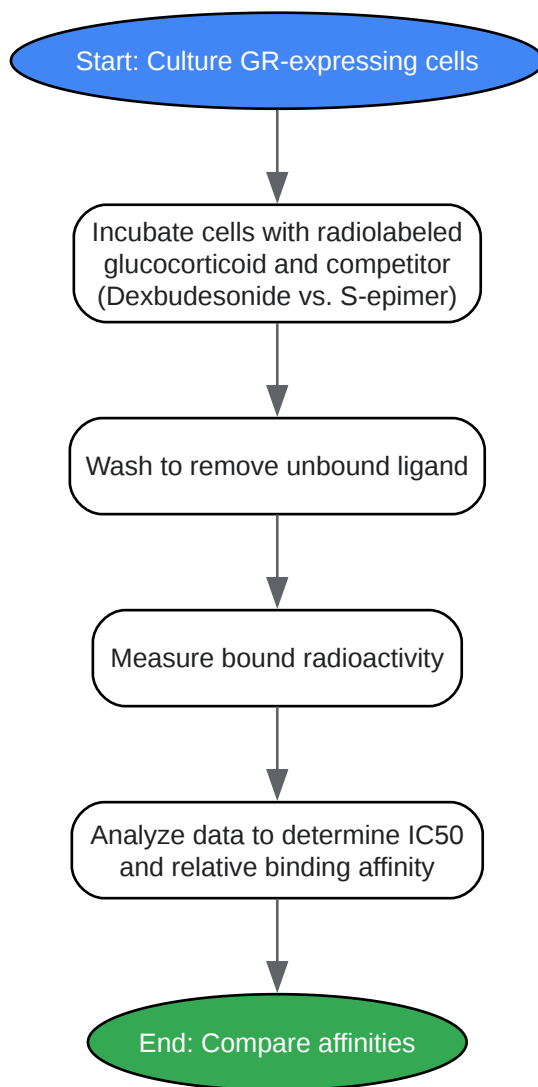 Start: Culture GR-expressing cells
Incubate cells with radiolabeled
glucocorticoid and competitor
(Dexbudesonide vs. S-epimer)
Wash to remove unbound ligand
Measure bound radioactivity
Analyze data to determine IC50
and relative binding affinity
End: Compare affinities